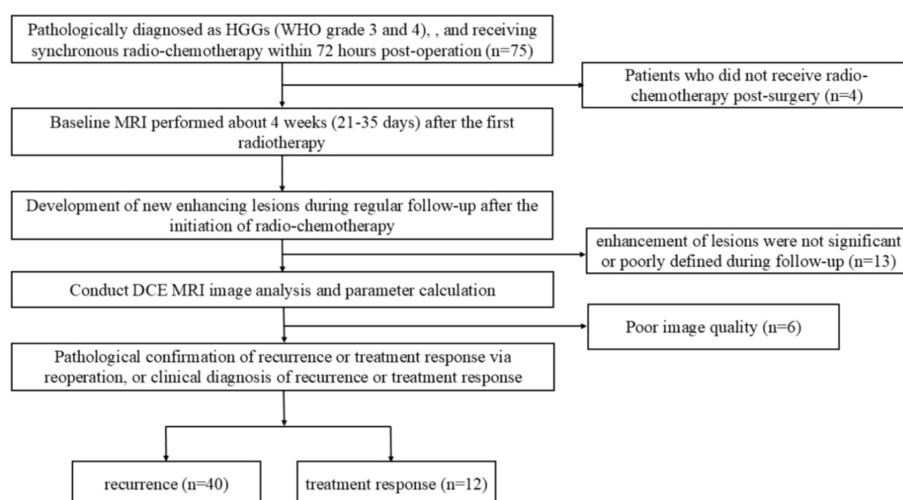 Pathologically diagnosed as HGGs (WHO grade 3 and 4), , and receiving
synchronous radio-chemotherapy within 72 hours post-operation (n=75)
Patients who did not receive radio-
chemotherapy post-surgery (n=4)
Baseline MRI performed about 4 weeks (21-35 days) after the first
radiotherapy
Development of new enhancing lesions during regular follow-up after the
initiation of radio-chemotherapy
enhancement of lesions were not significant
or poorly defined during follow-up (n=13)
Conduct DCE MRI image analysis and parameter calculation
Poor image quality (n=6)
Pathological confirmation of recurrence or treatment response via
reoperation, or clinical diagnosis of recurrence or treatment response
recurrence (n=40)
treatment response (n=12)